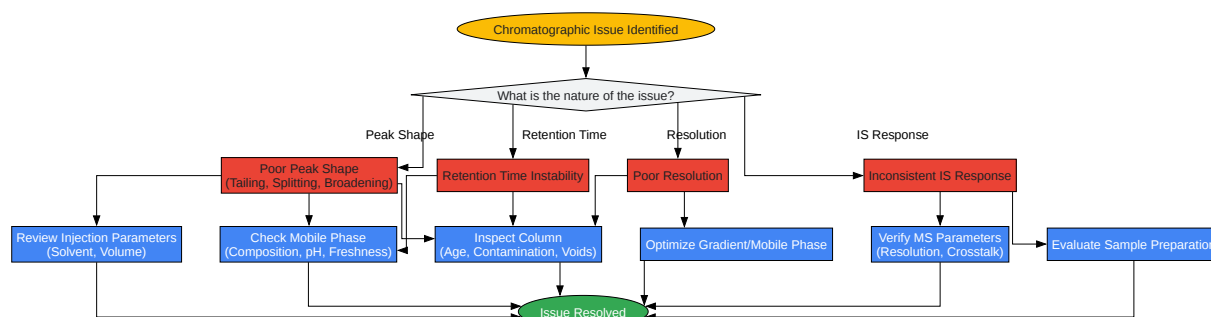 Chromatographic Issue Identified
What is the nature of the issue?
Peak Shape
Retention Time
Resolution
IS Response
Poor Peak Shape
(Tailing, Splitting, Broadening)
Retention Time Instability
Poor Resolution
Inconsistent IS Response
Review Injection Parameters
(Solvent, Volume)
Check Mobile Phase
(Composition, pH, Freshness)
Inspect Column
(Age, Contamination, Voids)
Optimize Gradient/Mobile Phase
Verify MS Parameters
(Resolution, Crosstalk)
Evaluate Sample Preparation
Issue Resolved